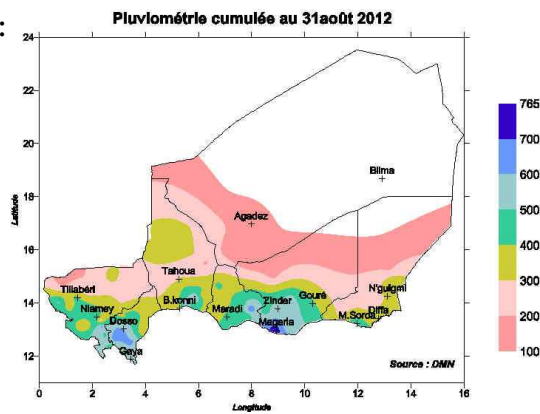 :
Pluviométrie cumulée au 31août 2012
24
22
20
18
16
14
12
Latitude
Bilma
Agadez
Tahoua
Tillabéri
N'guigmi
B.konni
Zinder
Gouré
Niamey
Maradi
Diffa
Dosso
Magaria
M.Soroa
Gaya
Source : DMN
0 2 4 6 8 10 12 14 16
Longitude
765
700
600
500
400
300
200
100